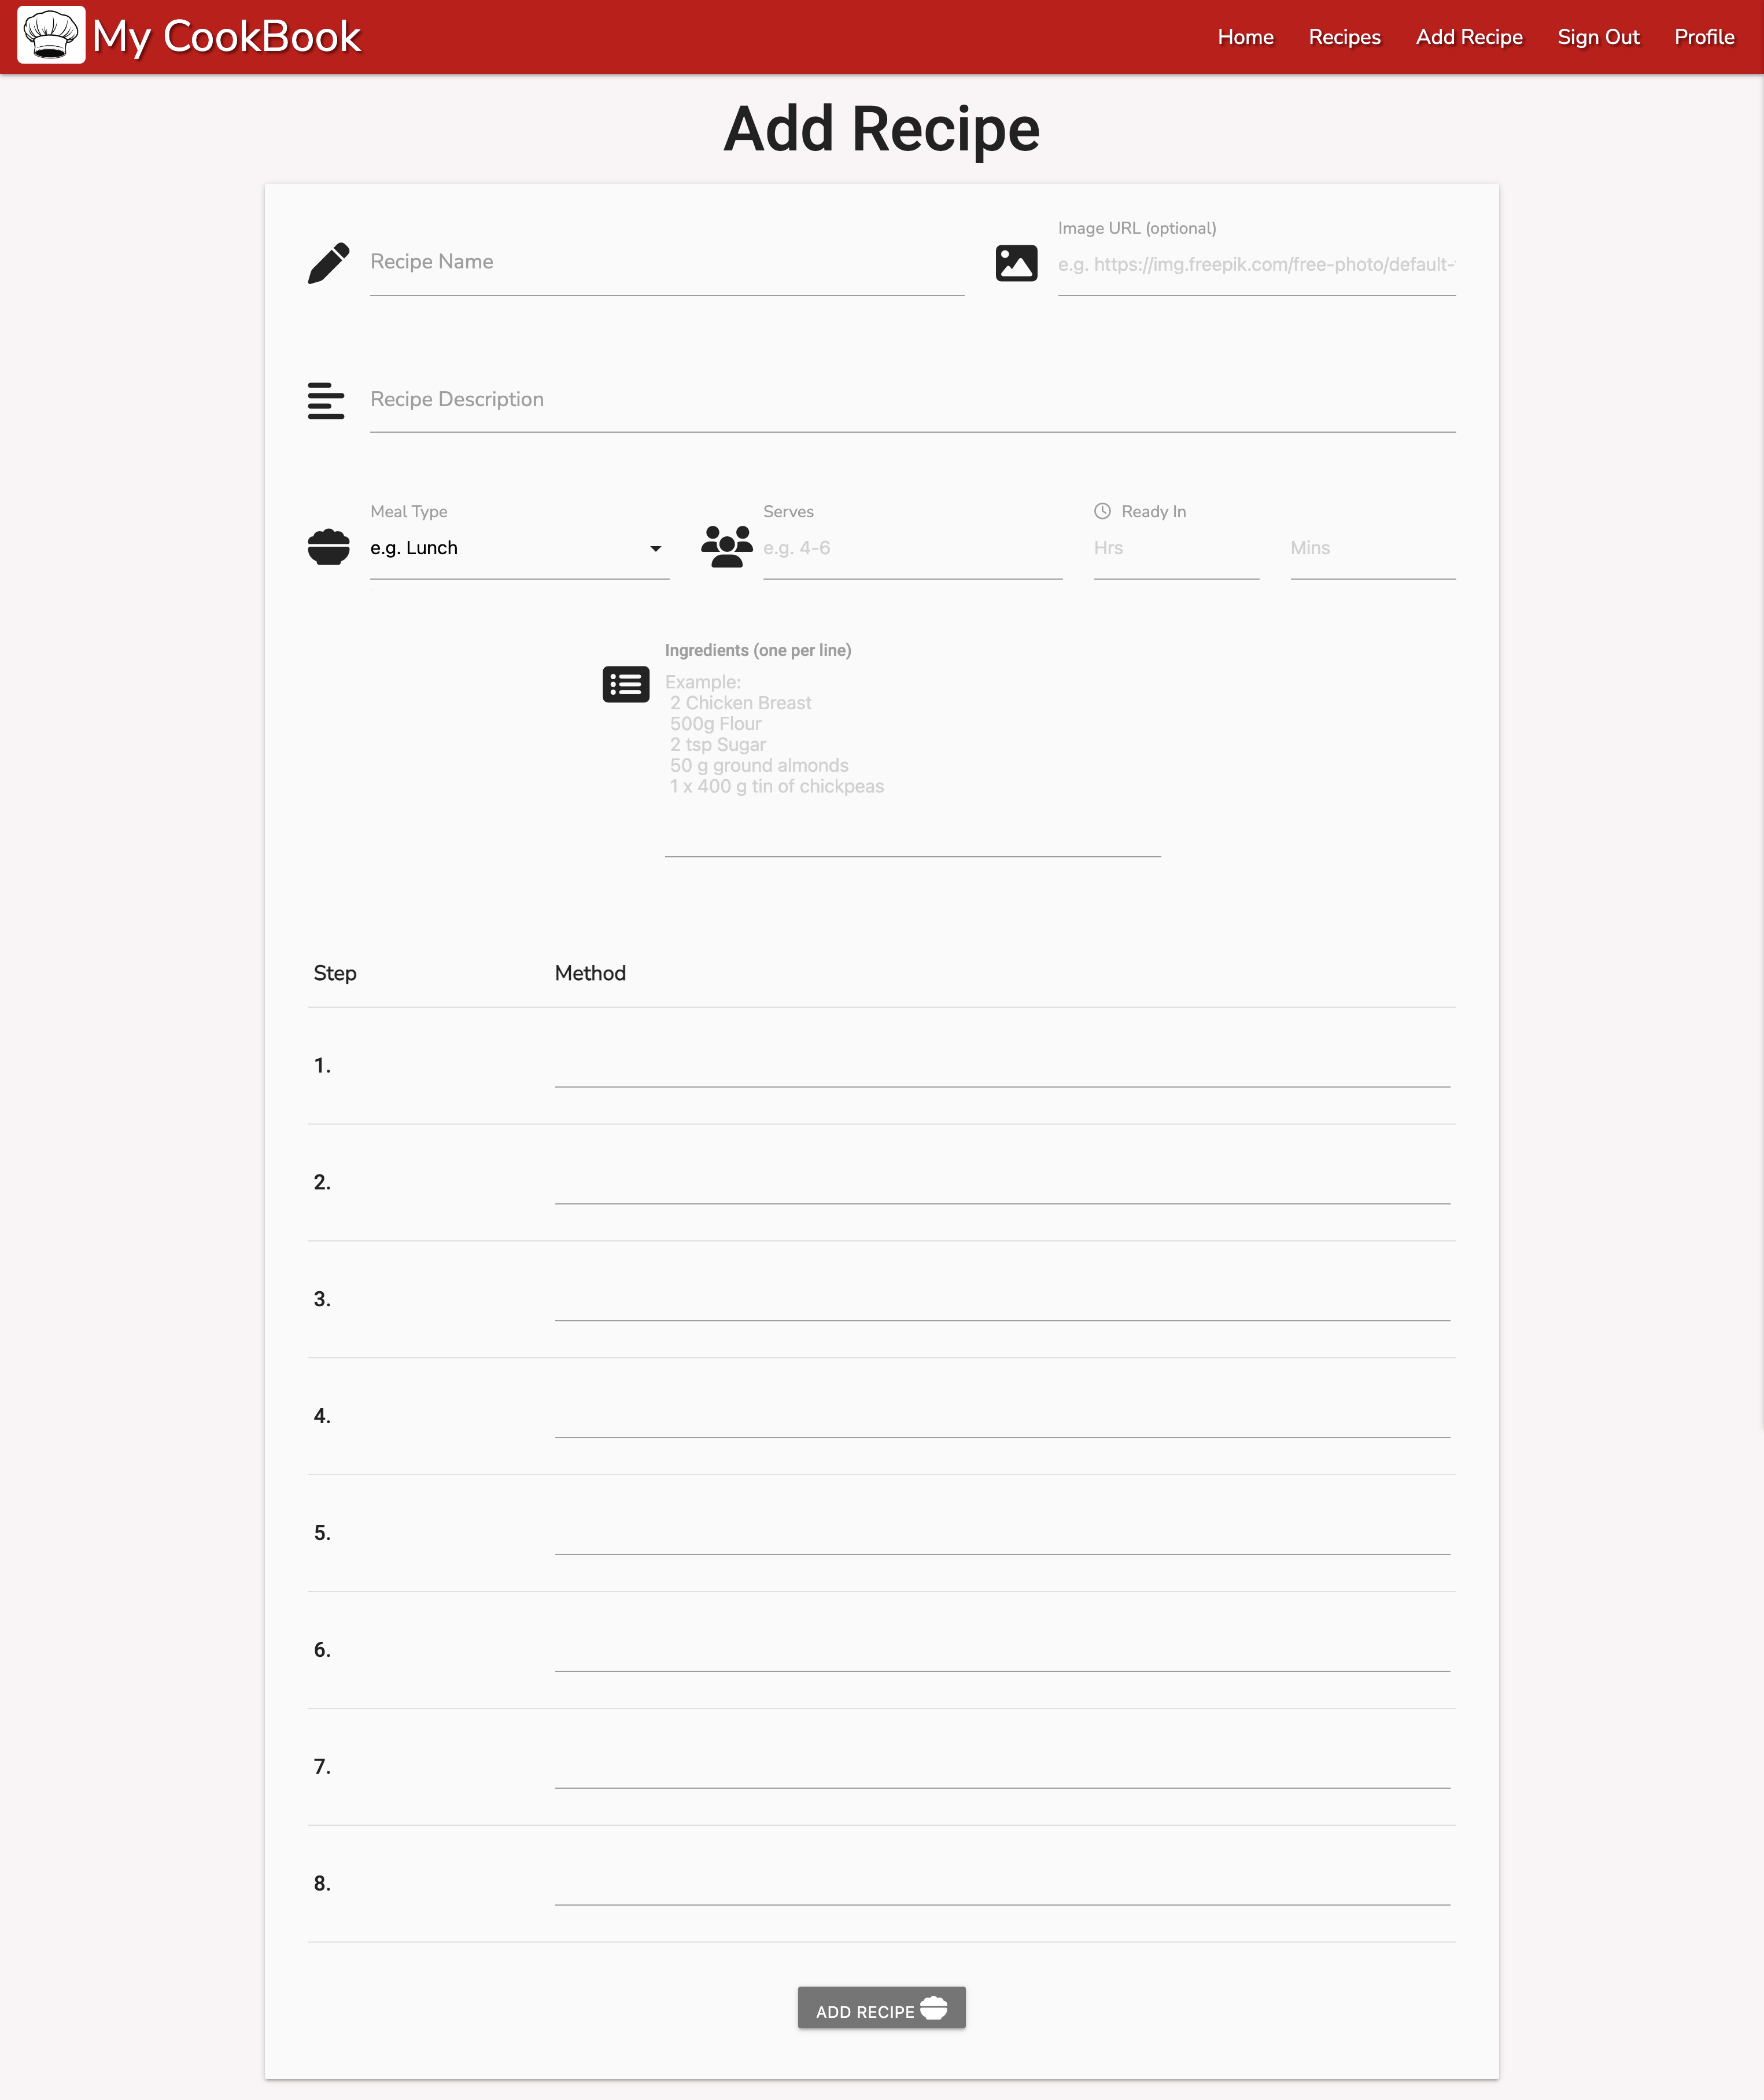 My CookBook
Home Recipes Add Recipe Sign Out Profile
Add Recipe
Image URL (optional)
Recipe Name
e.g. https://img.freepik.com/free-photo/default-
Recipe Description
Meal Type Serves Ready In
e.g. Lunch e.g. 4-6 Hrs Mins
Ingredients (one per line)
Example:
2 Chicken Breast
500g Flour
2 tsp Sugar
50 g ground almonds
1 x 400 g tin of chickpeas
Step Method
1.
2.
3.
4.
5.
6.
7.
8.
ADD RECIPE